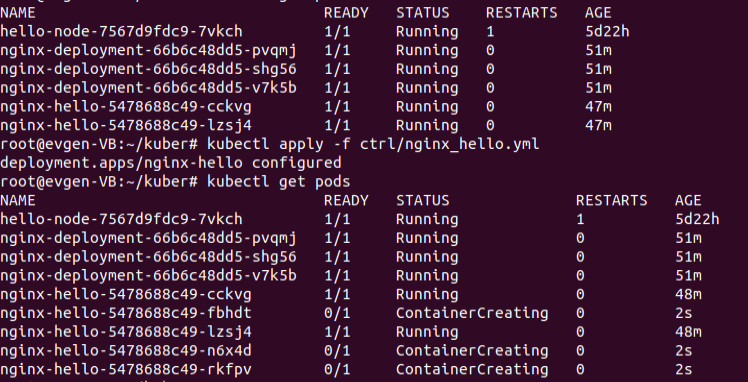 NAME READY STATUS RESTARTS AGE
hello-node-7567d9fdc9-7vkch 1/1 Running 1 5d22h
nginx-deployment-66b6c48dd5-pvqmj 1/1 Running 0 51m
nginx-deployment-66b6c48dd5-shg56 1/1 Running 0 51m
nginx-deployment-66b6c48dd5-v7k5b 1/1 Running 0 51m
nginx-hello-5478688c49-cckvg 1/1 Running 0 47m
nginx-hello-5478688c49-lzsj4 1/1 Running 0 47m
root@evgen-VB:~/kuber# kubectl apply -f ctrl/nginx_hello.yml
deployment.apps/nginx-hello configured
root@evgen-VB:~/kuber# kubectl get pods
NAME READY STATUS RESTARTS AGE
hello-node-7567d9fdc9-7vkch 1/1 Running 1 5d22h
nginx-deployment-66b6c48dd5-pvqmj 1/1 Running 0 51m
nginx-deployment-66b6c48dd5-shg56 1/1 Running 0 51m
nginx-deployment-66b6c48dd5-v7k5b 1/1 Running 0 51m
nginx-hello-5478688c49-cckvg 1/1 Running 0 48m
nginx-hello-5478688c49-fbhdt 0/1 ContainerCreating 0 2s
nginx-hello-5478688c49-lzsj4 1/1 Running 0 48m
nginx-hello-5478688c49-n6x4d 0/1 ContainerCreating 0 2s
nginx-hello-5478688c49-rkfpv 0/1 ContainerCreating 0 2s